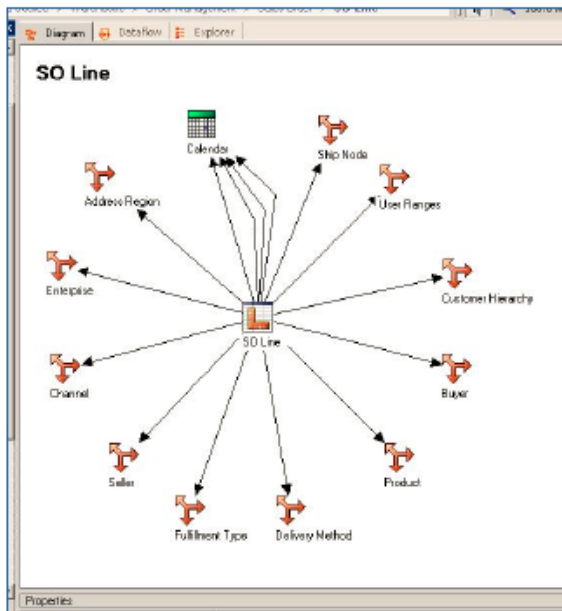 Diagram Dataflow Explorer
SO Line
Calendar
Ship Node
Address Region
User Ranges
Enterprise
Customer Hierarchy
SO Line
Channel
Buyer
Seller
Product
Fulfillment Type
Delivery Method
Properties